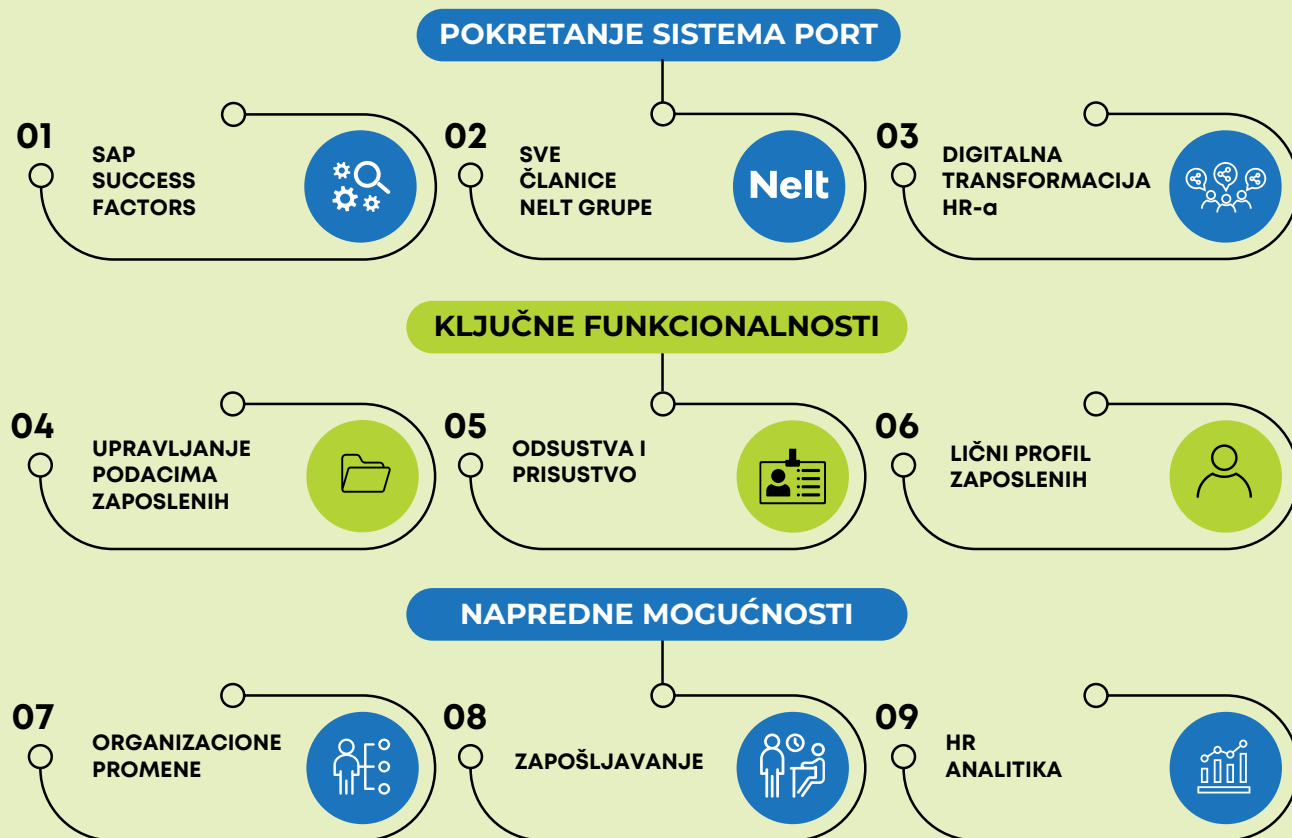 POKRETANJE SISTEMA PORT
01
SAP
SUCCESS
FACTORS
02
SVE
ČLANICE
NELT GRUPE
Nelt
03
DIGITALNA
TRANSFORMACIJA
HR-a
KLJUČNE FUNKCIONALNOSTI
04
UPRAVLJANJE
PODACIMA
ZAPOSLENIH
05
ODSUSTVA I
PRISUSTVO
06
LIČNI PROFIL
ZAPOSLENIH
NAPREDNE MOGUĆNOSTI
07
ORGANIZACIONE
PROMENE
08
ZAPOŠLJAVANJE
09
HR
ANALITIKA